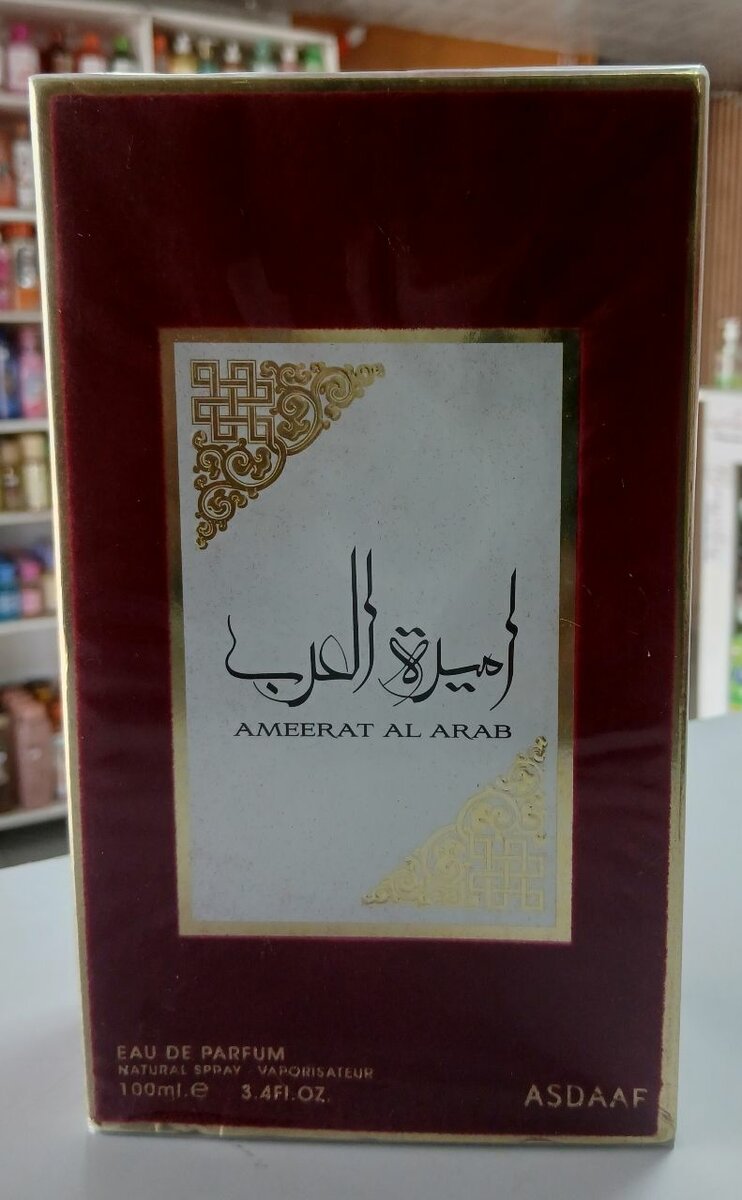 اميرة العرب
AMEERAT AL ARAB
EAU DE PARFUM
NATURAL SPRAY - VAPORISATEUR
100ml.e 3.4Fl.OZ.
ASDAAF